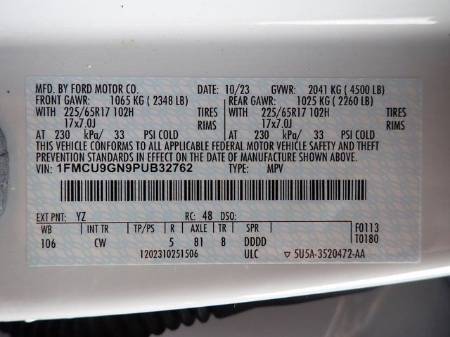 MFD. BY FORD MOTOR CO. 10/23 GVWR: 2041 KG ( 4500 LB)
FRONT GAWR: 1065 KG ( 2348 LB) REAR GAWR: 1025 KG ( 2260 LB)
WITH 225/65R17 102H TIRES WITH 225/65R17 102H TIRES
17x7.0J RIMS 17x7.0J RIMS
AT 230 kPa/ 33 PSI COLD AT 230 kPa/ 33 PSI COLD
THIS VEHICLE CONFORMS TO ALL APPLICABLE FEDERAL MOTOR VEHICLE SAFETY, BUMPER, AND THEFT
PREVENTION STANDARDS IN EFFECT ON THE DATE OF MANUFACTURE SHOWN ABOVE.
VIN: 1FMCU9GN9PUB32762 TYPE: MPV
EXT PNT: YZ RC: 48 DSO: F0113
WB TP/PS R AXLE TR SPR T0180
106 CW 5 81 8 DDDD
1202310251506 ULC ▽ 5U5A-3520472-AA